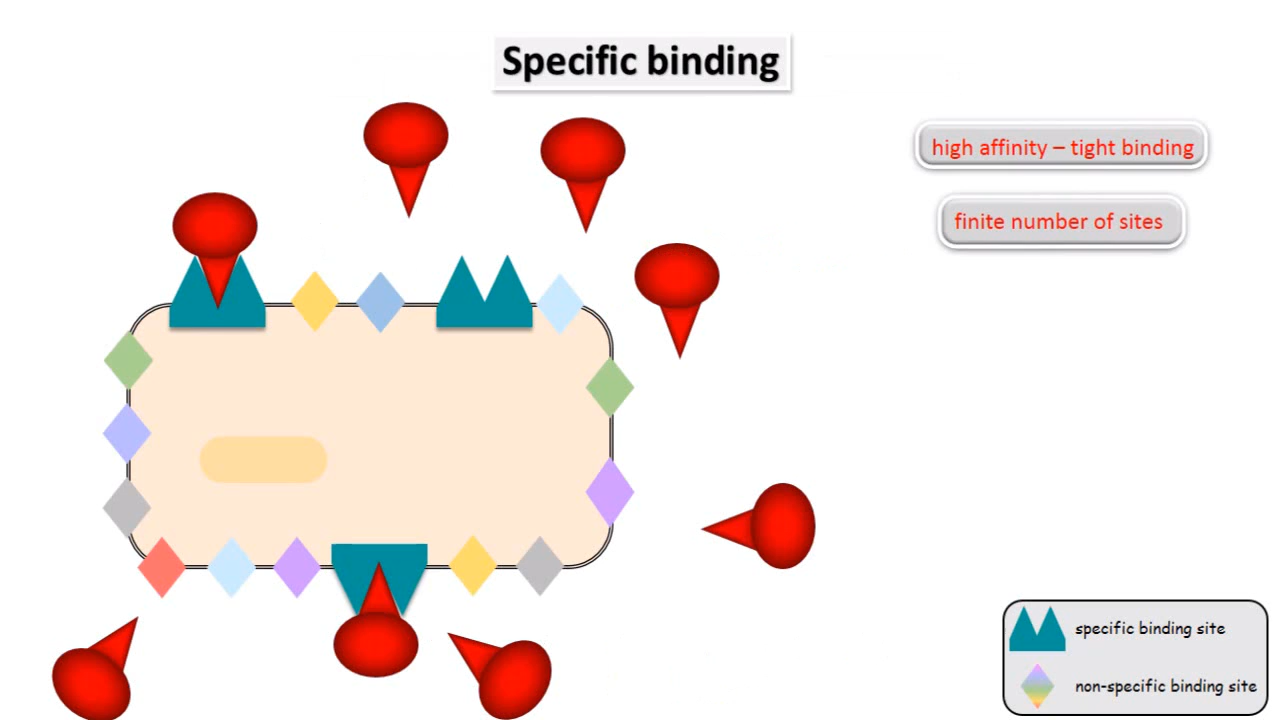 Specific binding
high affinity – tight binding
finite number of sites
specific binding site
non-specific binding site